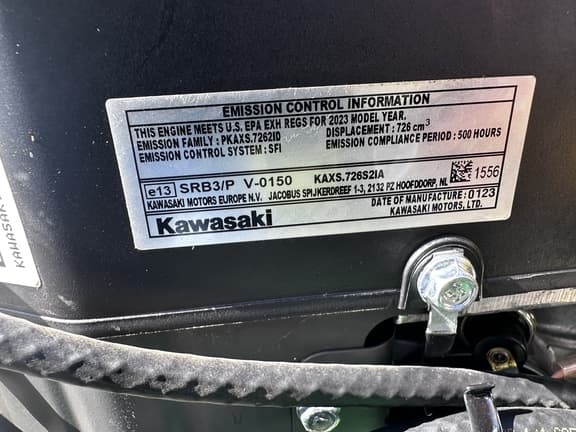 EMISSION CONTROL INFORMATION
THIS ENGINE MEETS U.S. EPA EXH REGS FOR 2023 MODEL YEAR.
EMISSION FAMILY : PKAXS.7262ID DISPLACEMENT : 726 cm³
EMISSION CONTROL SYSTEM : SFI EMISSION COMPLIANCE PERIOD : 500 HOURS
e13 SRB3/P V-0150 KAXS.726S2IA 1556
KAWASAKI MOTORS EUROPE N.V. JACOBUS SPIJKERDREEF 1-3, 2132 PZ HOOFDDORP, NL
DATE OF MANUFACTURE : 0123
Kawasaki KAWASAKI MOTORS, LTD.
KAWASAKI